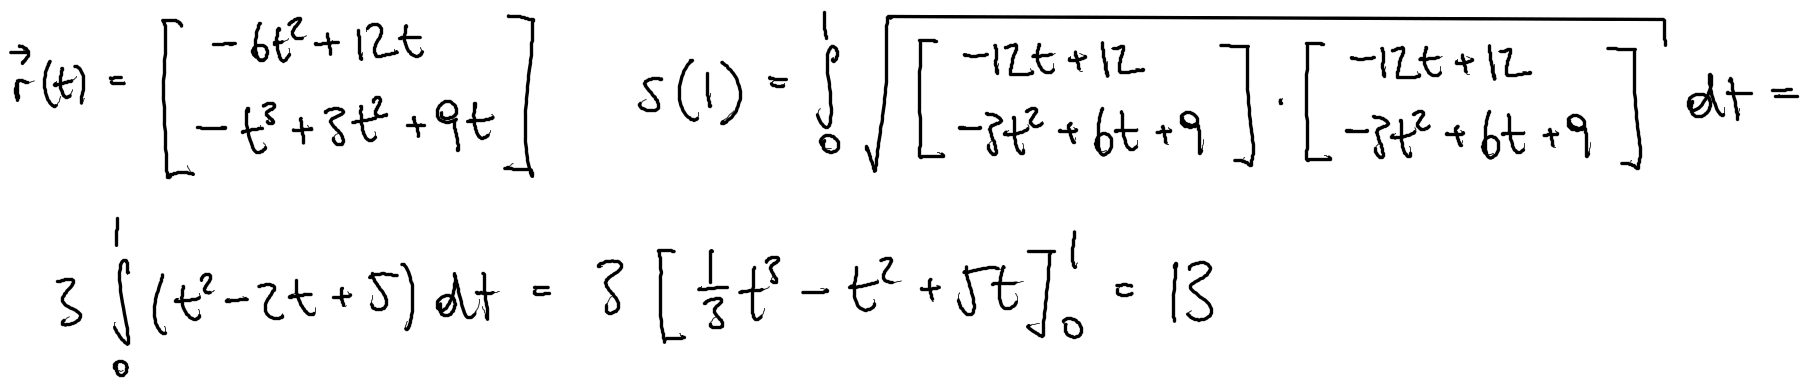 $\vec{r}(t) = \begin{bmatrix} -6t^2 + 12t \\ -t^3 + 3t^2 + 9t \end{bmatrix} \quad s(1) = \int_0^1 \sqrt{\begin{bmatrix} -12t + 12 \\ -3t^2 + 6t + 9 \end{bmatrix} \cdot \begin{bmatrix} -12t + 12 \\ -3t^2 + 6t + 9 \end{bmatrix}} \, dt =$
$3 \int_0^1 (t^2 - 2t + 5) \, dt = 3 \left[ \frac{1}{3} t^3 - t^2 + 5t \right]_0^1 = 13$